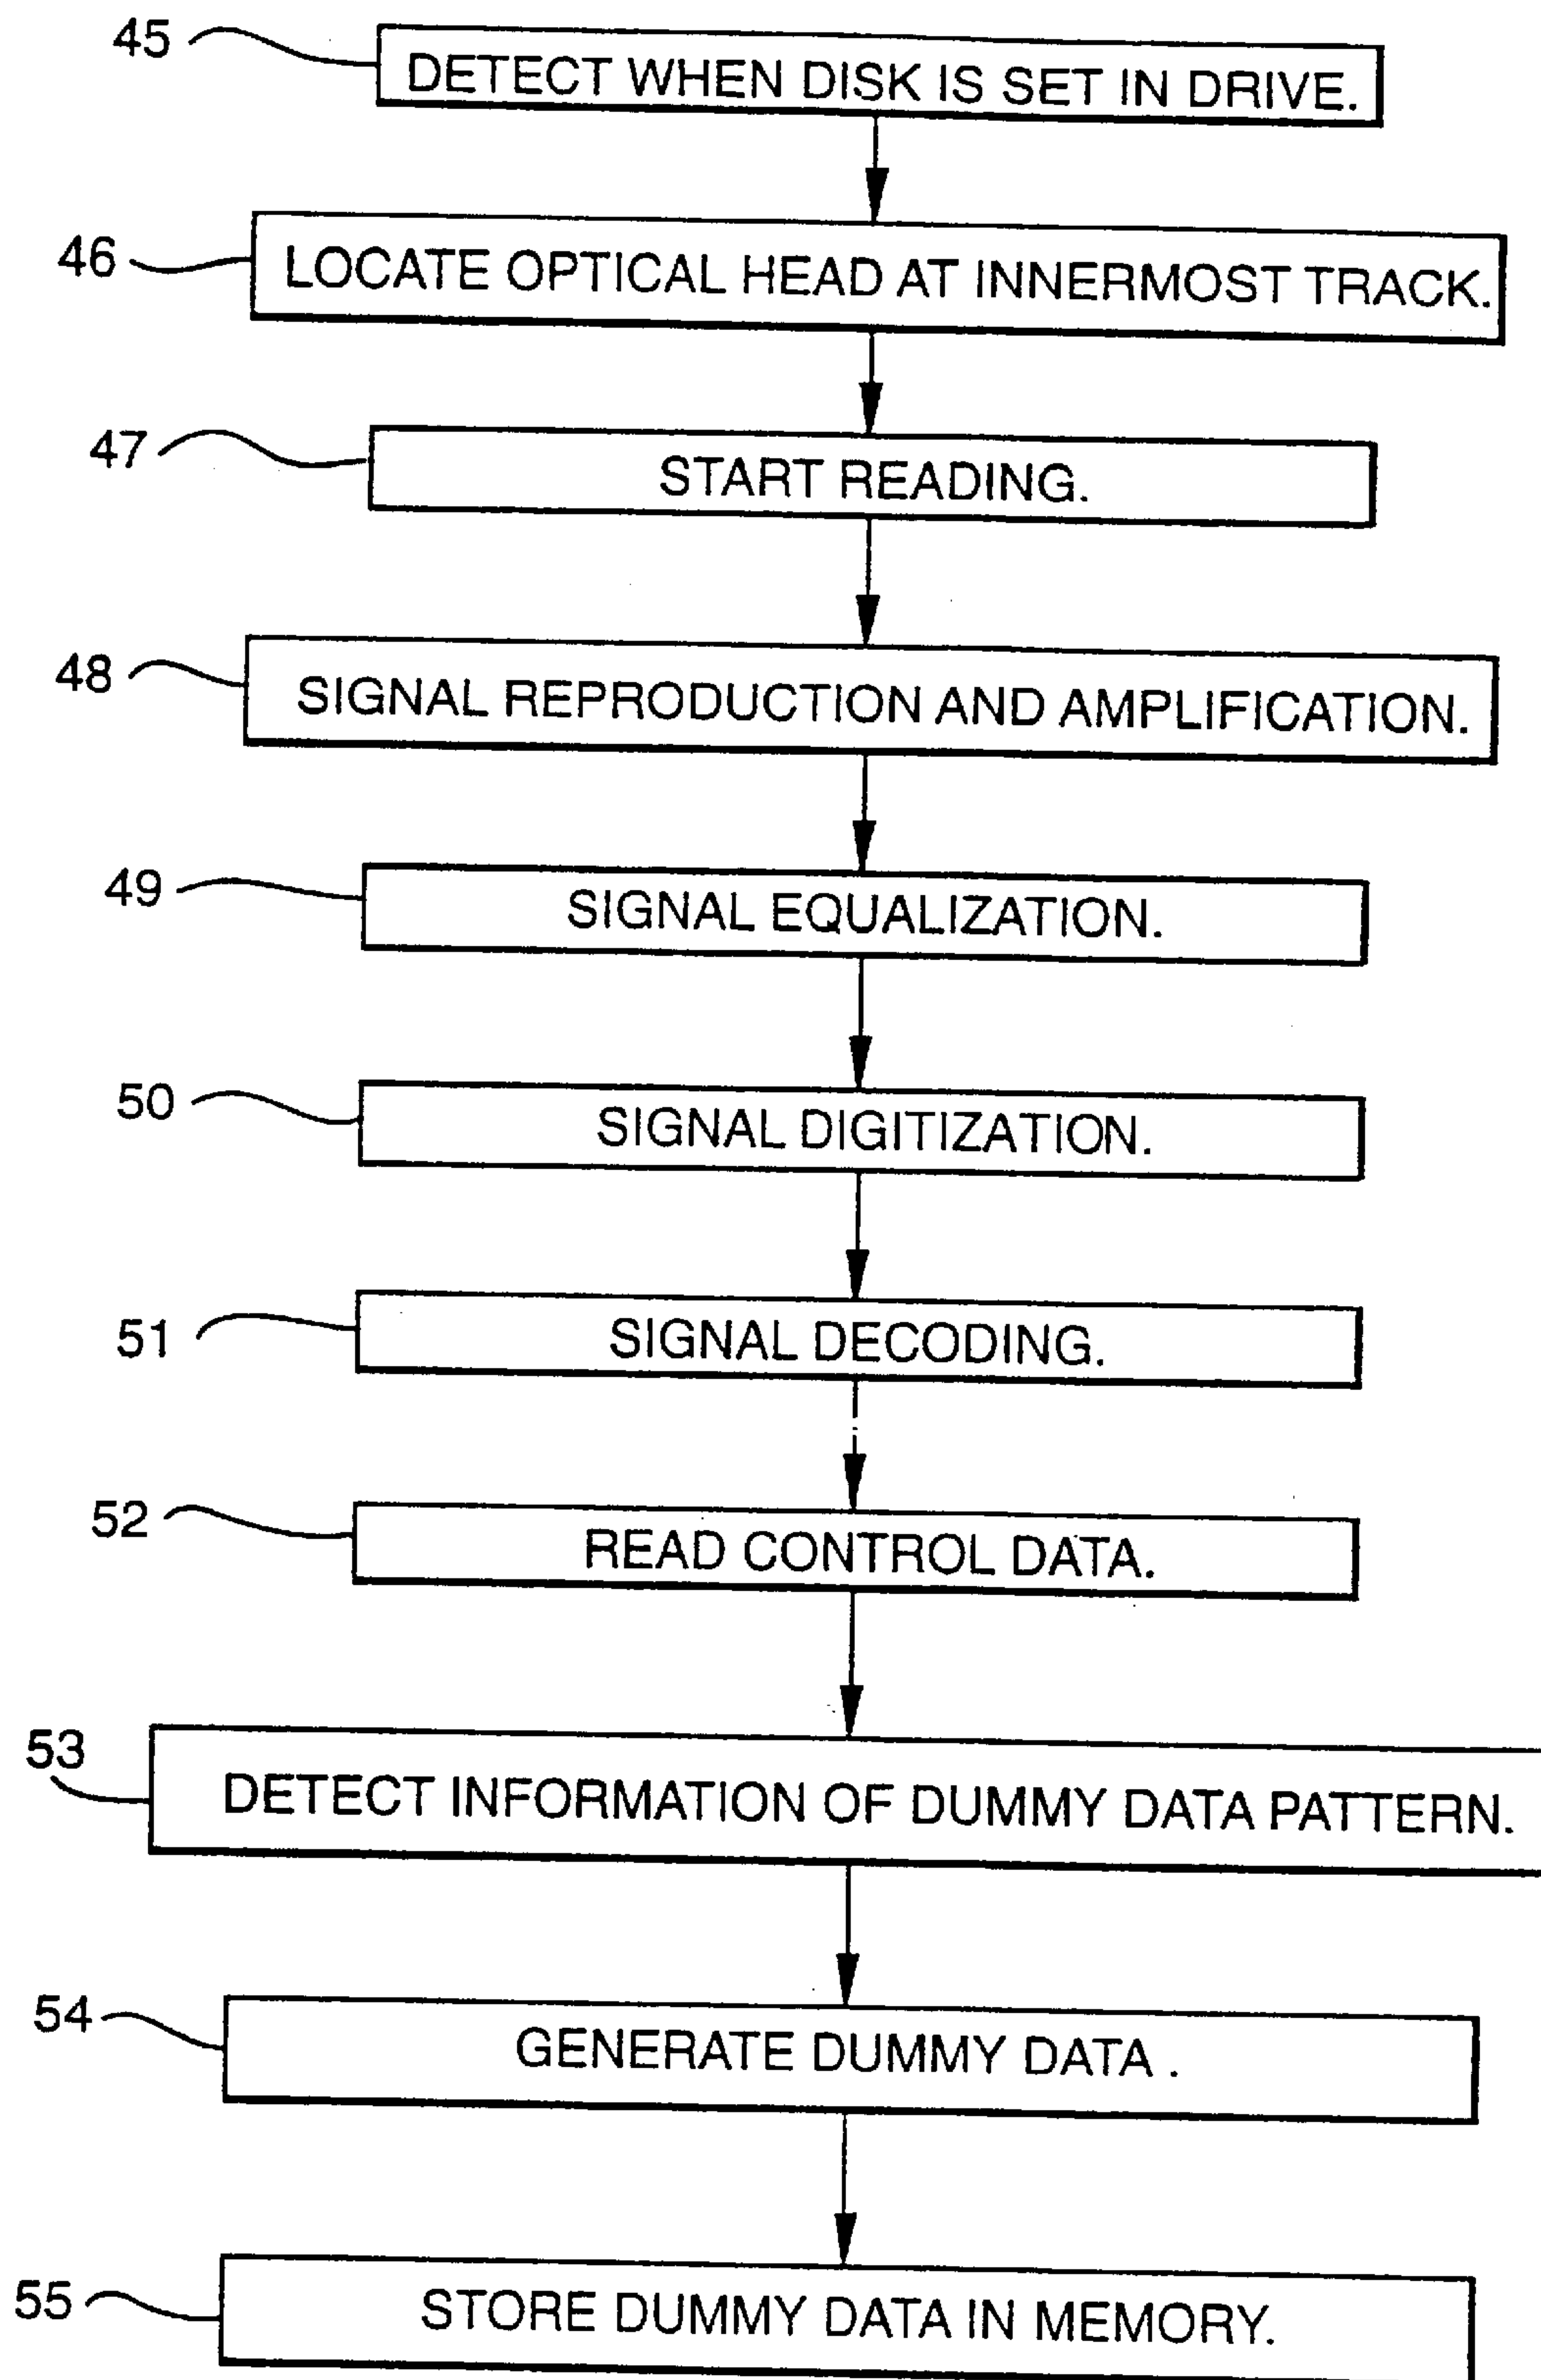 45 DETECT WHEN DISK IS SET IN DRIVE.
46 LOCATE OPTICAL HEAD AT INNERMOST TRACK.
47 START READING.
48 SIGNAL REPRODUCTION AND AMPLIFICATION.
49 SIGNAL EQUALIZATION.
50 SIGNAL DIGITIZATION.
51 SIGNAL DECODING.
52 READ CONTROL DATA.
53 DETECT INFORMATION OF DUMMY DATA PATTERN.
54 GENERATE DUMMY DATA .
55 STORE DUMMY DATA IN MEMORY.